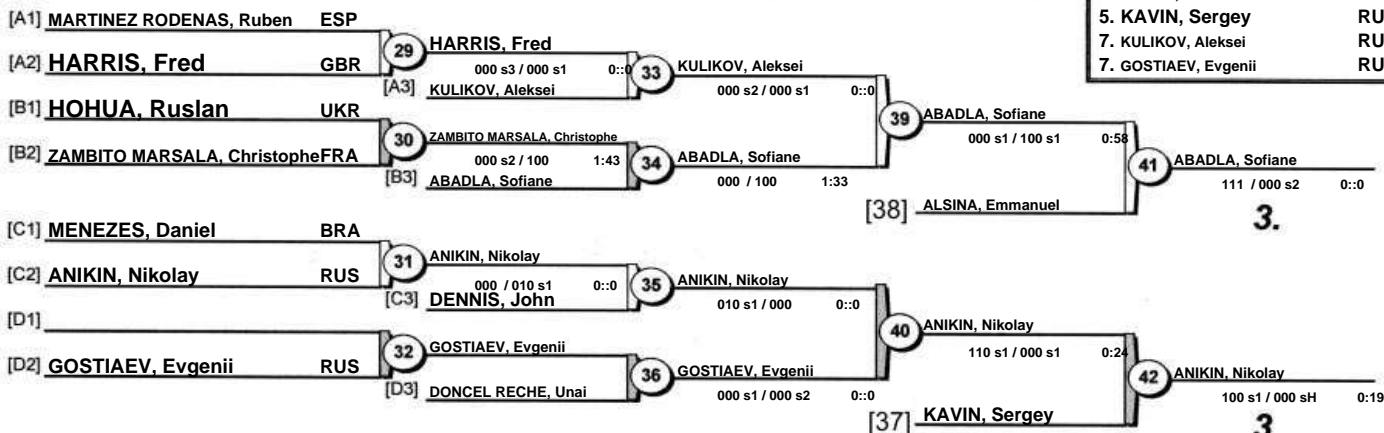 5. KAVIN, Sergey RU
7. KULIKOV, Aleksei RU
7. GOSTIAEV, Evgenii RU
[A1] MARTINEZ RODENAS, Ruben ESP
[A2] HARRIS, Fred GBR
29
HARRIS, Fred
000 s3 / 000 s1 0::0
[A3] KULIKOV, Aleksei
33
KULIKOV, Aleksei
000 s2 / 000 s1 0::0
[B1] HOHUA, Ruslan UKR
[B2] ZAMBITO MARSALA, Christophe FRA
30
ZAMBITO MARSALA, Christophe
000 s2 / 100 1:43
[B3] ABADLA, Sofiane
34
ABADLA, Sofiane
000 / 100 1:33
39
ABADLA, Sofiane
000 s1 / 100 s1 0:58
[38] ALSINA, Emmanuel
41
ABADLA, Sofiane
111 / 000 s2 0::0
3.
[C1] MENEZES, Daniel BRA
[C2] ANIKIN, Nikolay RUS
31
ANIKIN, Nikolay
000 / 010 s1 0::0
[C3] DENNIS, John
35
ANIKIN, Nikolay
010 s1 / 000 0::0
[D1]
[D2] GOSTIAEV, Evgenii RUS
32
GOSTIAEV, Evgenii
[D3] DONCEL RECHE, Unai
36
GOSTIAEV, Evgenii
000 s1 / 000 s2 0::0
40
ANIKIN, Nikolay
110 s1 / 000 s1 0:24
[37] KAVIN, Sergey
42
ANIKIN, Nikolay
100 s1 / 000 sH 0:19
3